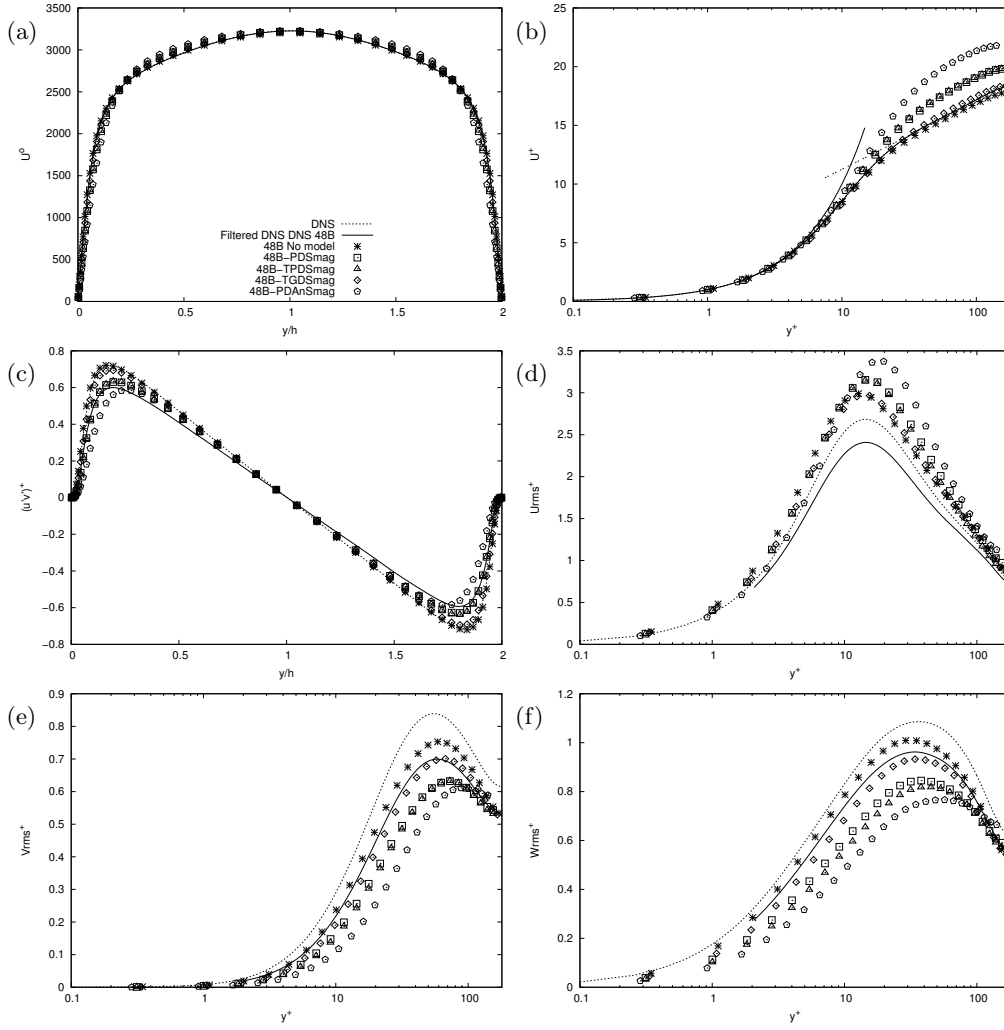 (a)
3500
3000
2500
2000
1500
1000
500
0
U⁰
0
0.5
1
1.5
2
y/h
DNS
Filtered DNS DNS 48B
48B No model
48B−PDSmag
48B−TPDSmag
48B−TGDSmag
48B−PDAnSmag
(b)
25
20
15
10
5
0
U⁺
0.1
1
10
100
y⁺
(c)
0.8
0.6
0.4
0.2
0
−0.2
−0.4
−0.6
−0.8
(u'v')⁺
0
0.5
1
1.5
2
y/h
(d)
3.5
3
2.5
2
1.5
1
0.5
0
Urms⁺
0.1
1
10
100
y⁺
(e)
0.9
0.8
0.7
0.6
0.5
0.4
0.3
0.2
0.1
0
Vrms⁺
0.1
1
10
100
y⁺
(f)
1.2
1
0.8
0.6
0.4
0.2
0
Wrms⁺
0.1
1
10
100
y⁺